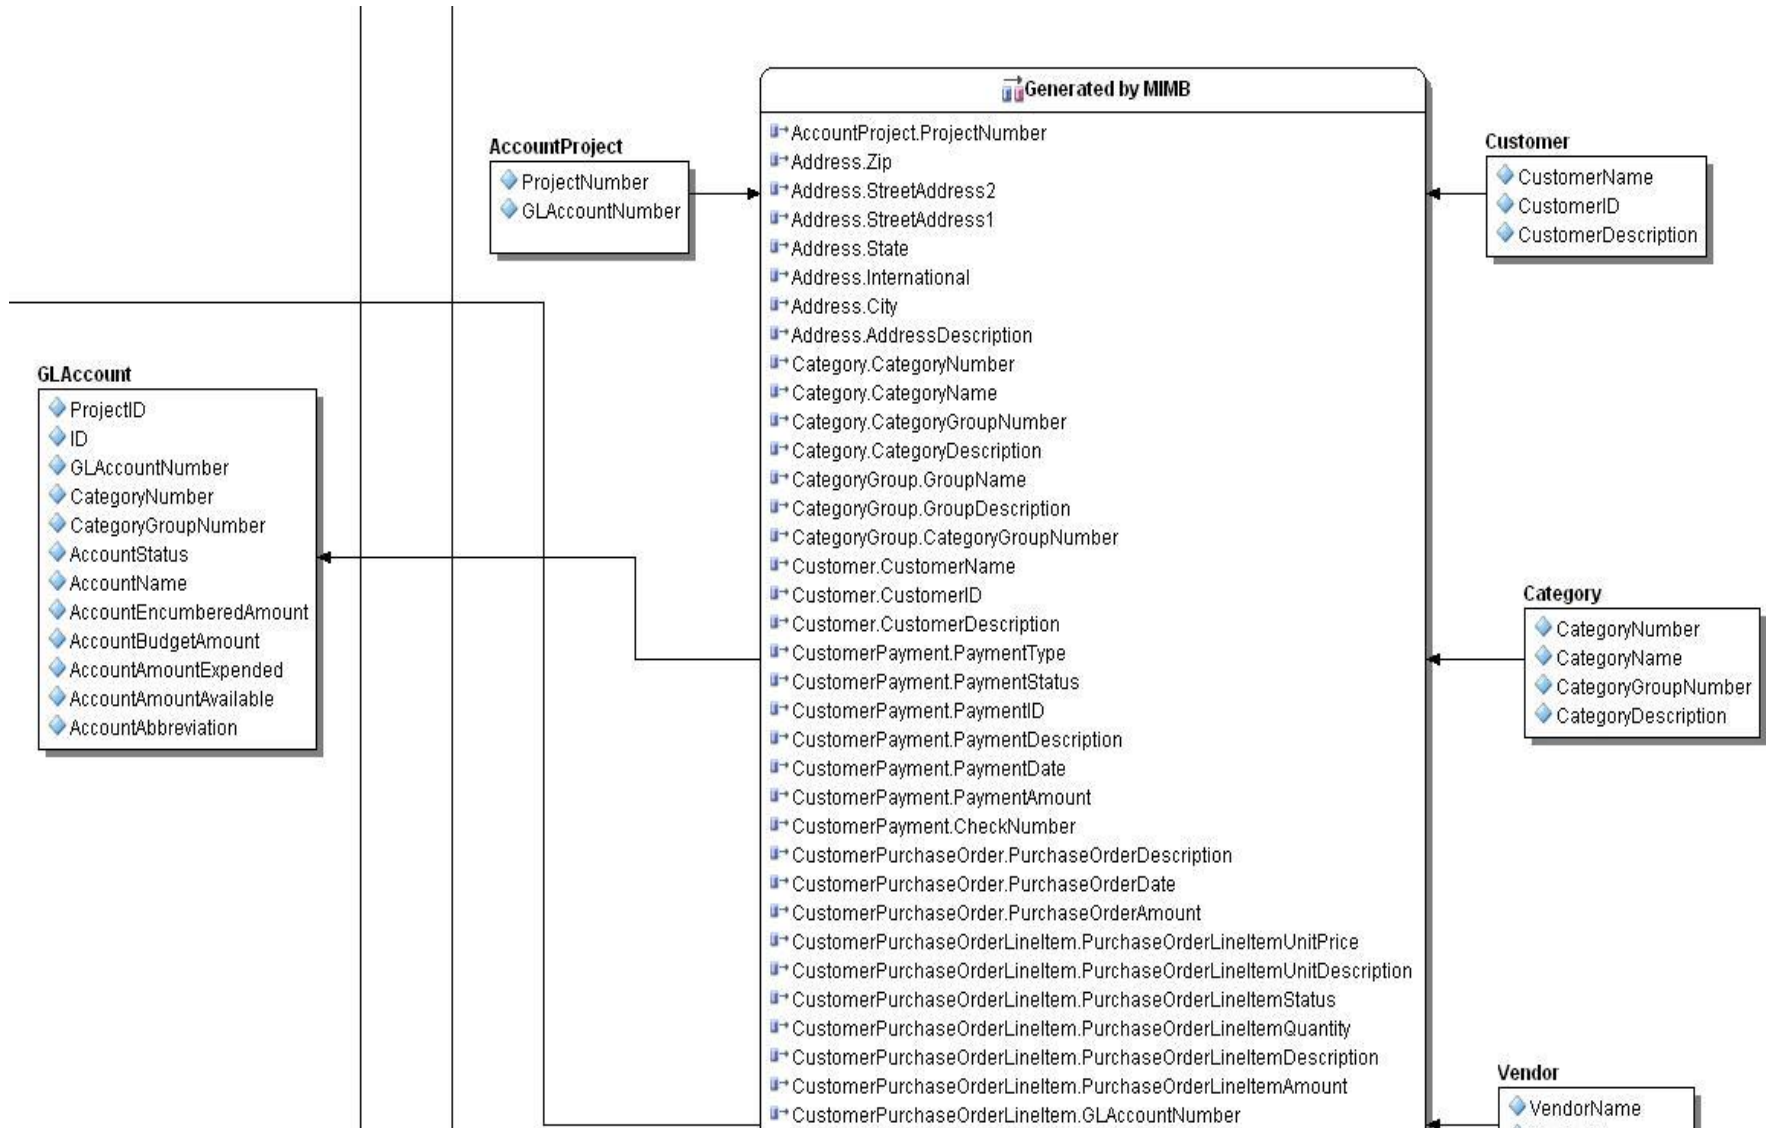 Generated by MIMB
AccountProject.ProjectNumber
Address.Zip
Address.StreetAddress2
Address.StreetAddress1
Address.State
Address.International
Address.City
Address.AddressDescription
Category.CategoryNumber
Category.CategoryName
Category.CategoryGroupNumber
Category.CategoryDescription
CategoryGroup.GroupName
CategoryGroup.GroupDescription
CategoryGroup.CategoryGroupNumber
Customer.CustomerName
Customer.CustomerID
Customer.CustomerDescription
CustomerPayment.PaymentType
CustomerPayment.PaymentStatus
CustomerPayment.PaymentID
CustomerPayment.PaymentDescription
CustomerPayment.PaymentDate
CustomerPayment.PaymentAmount
CustomerPayment.CheckNumber
CustomerPurchaseOrder.PurchaseOrderDescription
CustomerPurchaseOrder.PurchaseOrderDate
CustomerPurchaseOrder.PurchaseOrderAmount
CustomerPurchaseOrderLineItem.PurchaseOrderLineItemUnitPrice
CustomerPurchaseOrderLineItem.PurchaseOrderLineItemUnitDescription
CustomerPurchaseOrderLineItem.PurchaseOrderLineItemStatus
CustomerPurchaseOrderLineItem.PurchaseOrderLineItemQuantity
CustomerPurchaseOrderLineItem.PurchaseOrderLineItemDescription
CustomerPurchaseOrderLineItem.PurchaseOrderLineItemAmount
CustomerPurchaseOrderLineItem.GLAccountNumber
AccountProject
ProjectNumber
GLAccountNumber
GLAccount
ProjectID
ID
GLAccountNumber
CategoryNumber
CategoryGroupNumber
AccountStatus
AccountName
AccountEncumberedAmount
AccountBudgetAmount
AccountAmountExpended
AccountAmountAvailable
AccountAbbreviation
Customer
CustomerName
CustomerID
CustomerDescription
Category
CategoryNumber
CategoryName
CategoryGroupNumber
CategoryDescription
Vendor
VendorName